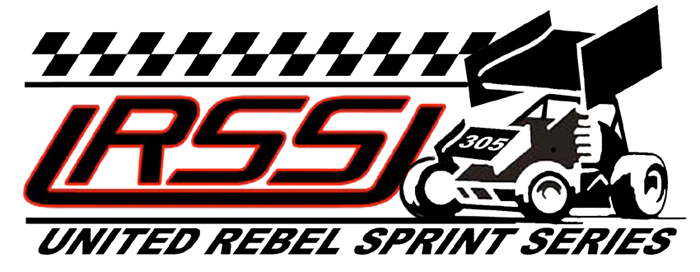 URSS
305
UNITED REBEL SPRINT SERIES